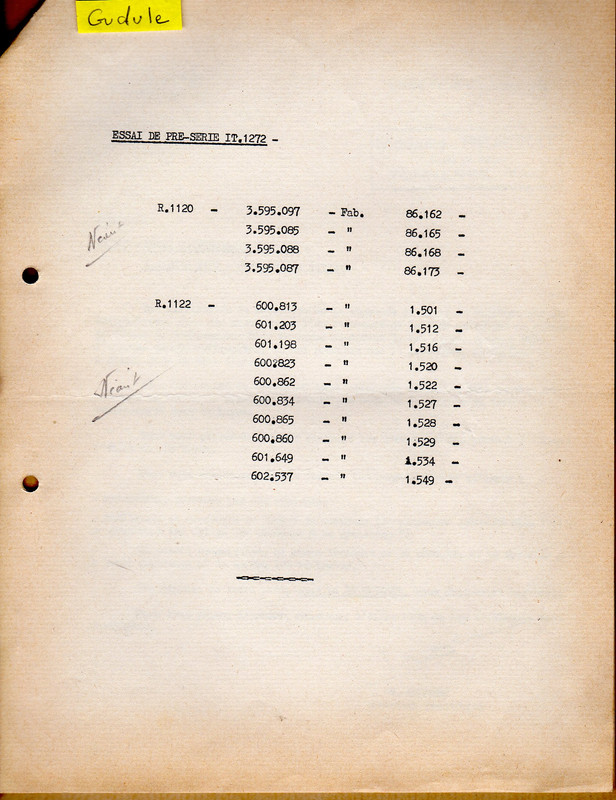 Gudule
ESSAI DE PRE-SERIE IT.1272 -
R.1120 - 3.595.097 - Fab. 86.162 -
3.595.085 - " 86.165 -
Néant
3.595.088 - " 86.168 -
3.595.087 - " 86.173 -
R.1122 - 600.813 - " 1.501 -
601.203 - " 1.512 -
601.198 - " 1.516 -
600:823 - " 1.520 -
Néant
600.862 - " 1.522 -
600.834 - " 1.527 -
600.865 - " 1.528 -
600.860 - " 1.529 -
601.649 - " 1.534 -
602.537 - " 1.549 -